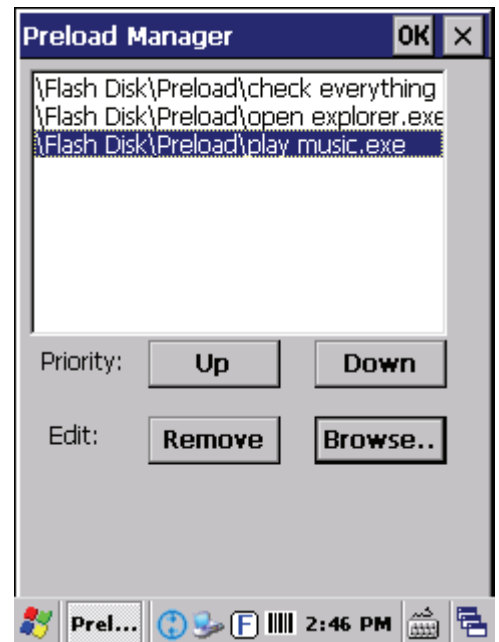 Preload Manager OK ×
\Flash Disk\Preload\check everything
\Flash Disk\Preload\open explorer.exe
\Flash Disk\Preload\play music.exe
Priority: Up Down
Edit: Remove Browse..
Prel... F 2:46 PM